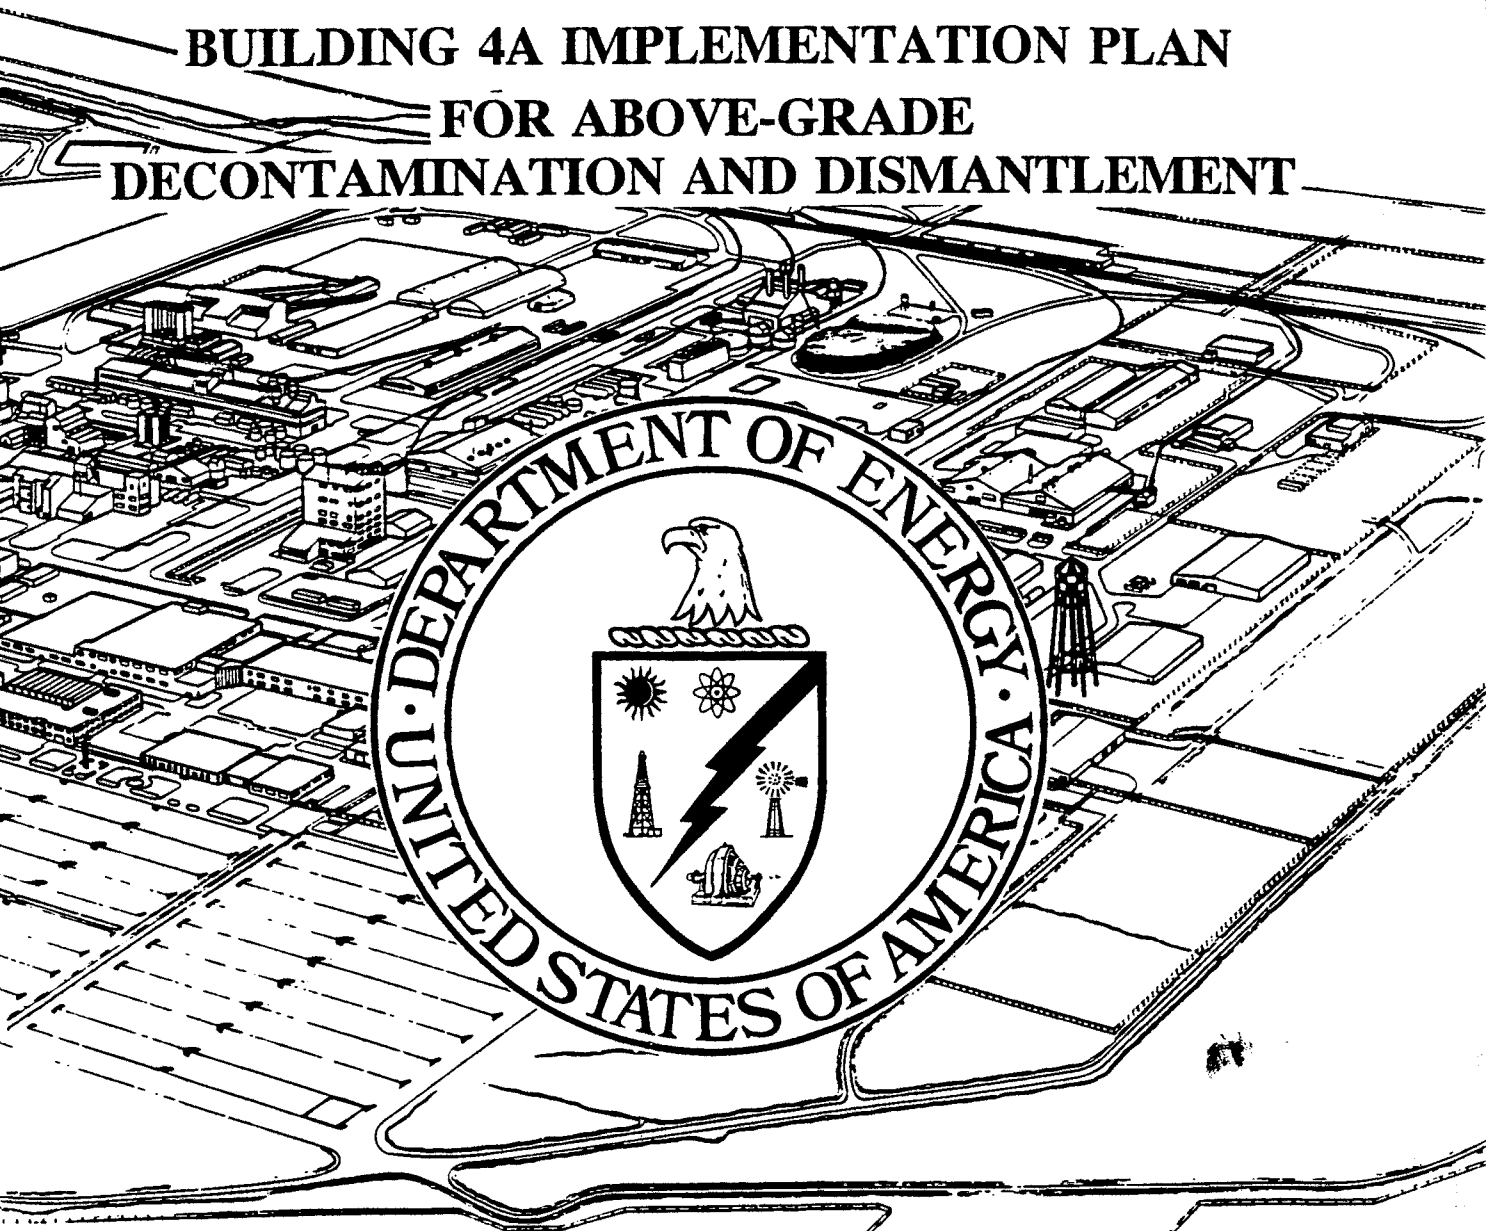 BUILDING 4A IMPLEMENTATION PLAN
FOR ABOVE-GRADE
DECONTAMINATION AND DISMANTLEMENT
DEPARTMENT OF ENERGY
· UNITED STATES OF AMERICA ·